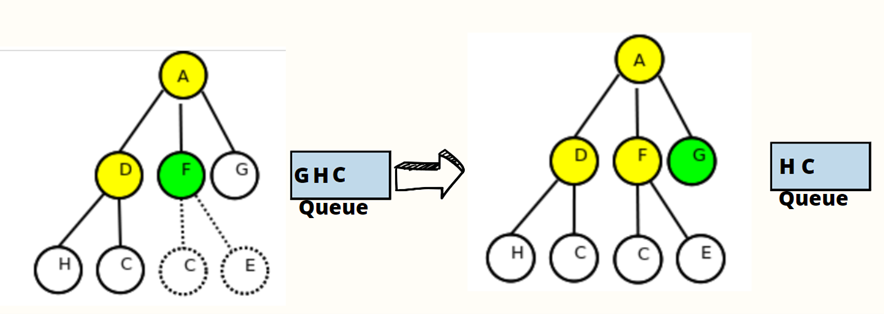 A
D F G
H C C E
G H C
Queue
A
D F G
H C C E
H C
Queue